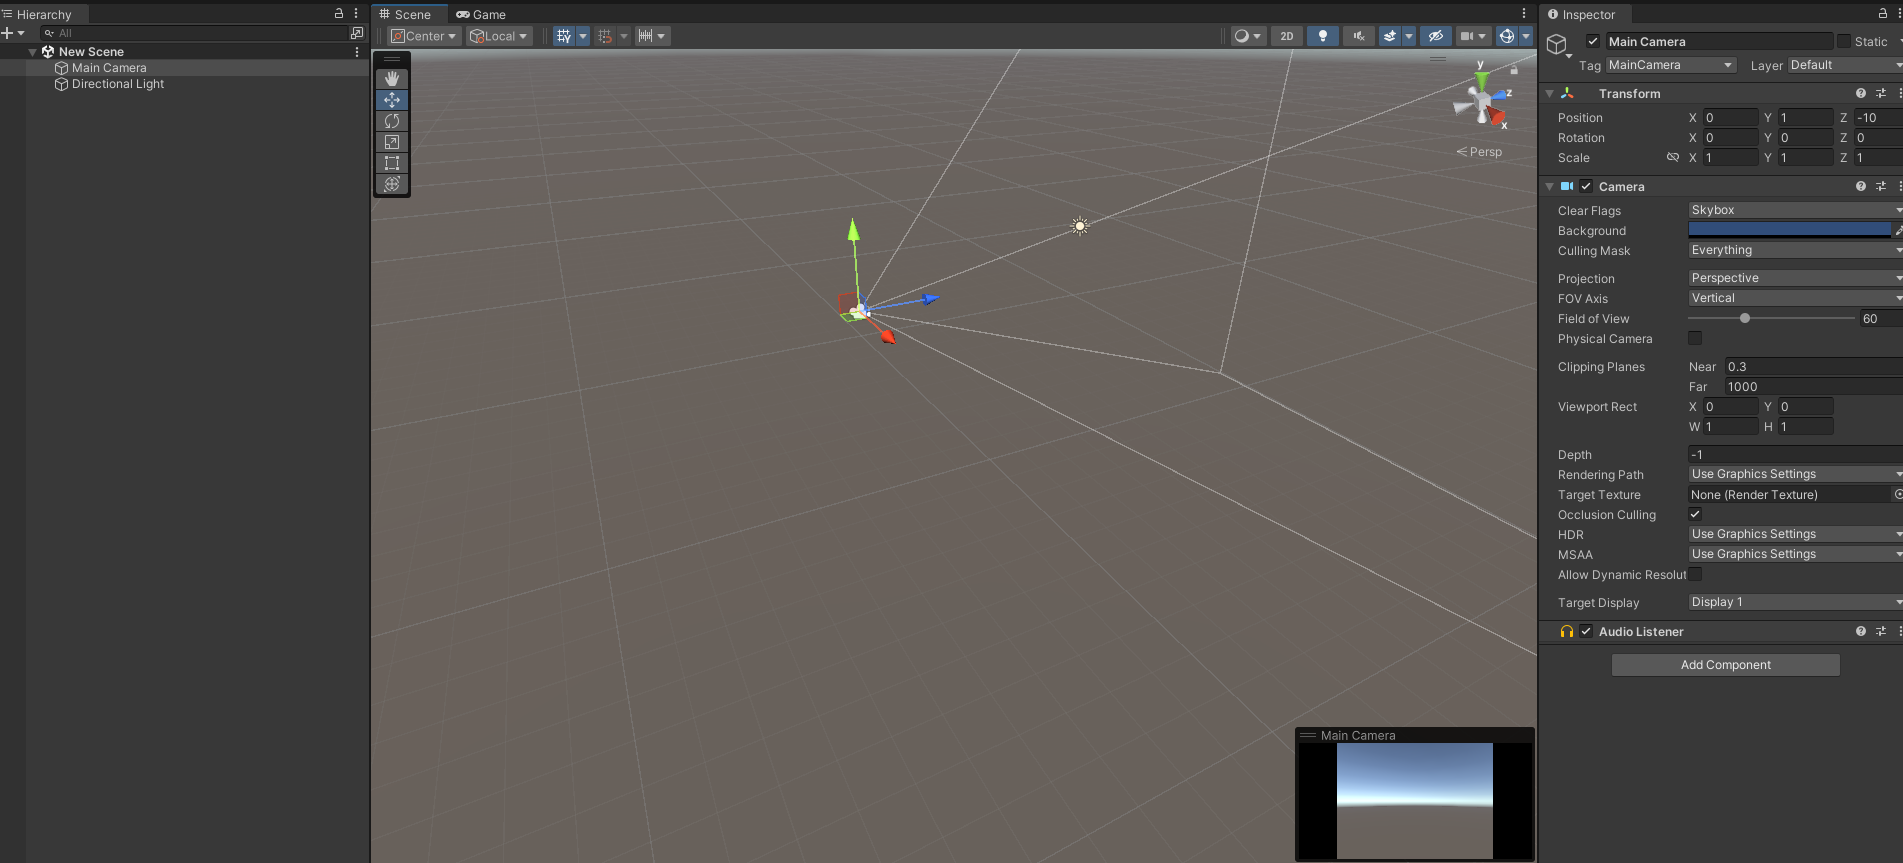 Hierarchy
All
New Scene
Main Camera
Directional Light
Scene
Game
Center
Local
2D
y
z
x
Persp
Main Camera
Inspector
Main Camera
Static
Tag MainCamera Layer Default
Transform
Position X 0 Y 1 Z -10
Rotation X 0 Y 0 Z 0
Scale X 1 Y 1 Z 1
Camera
Clear Flags Skybox
Background
Culling Mask Everything
Projection Perspective
FOV Axis Vertical
Field of View 60
Physical Camera
Clipping Planes Near 0.3
Far 1000
Viewport Rect X 0 Y 0
W 1 H 1
Depth -1
Rendering Path Use Graphics Settings
Target Texture None (Render Texture)
Occlusion Culling
HDR Use Graphics Settings
MSAA Use Graphics Settings
Allow Dynamic Resolut
Target Display Display 1
Audio Listener
Add Component